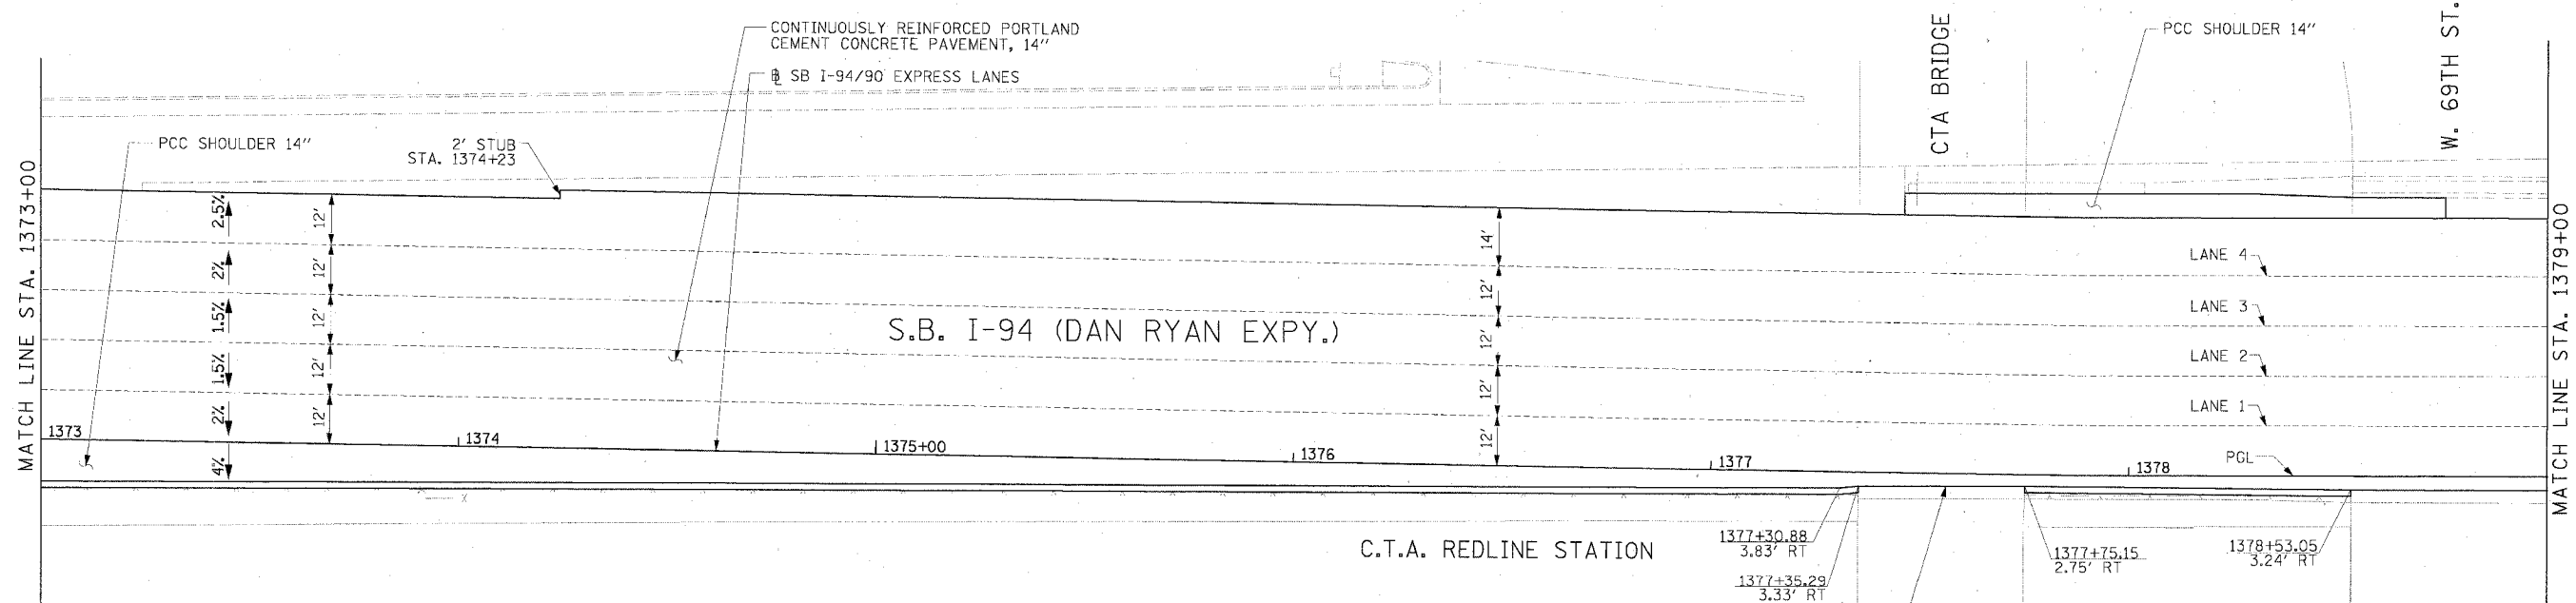 CONTINUOUSLY REINFORCED PORTLAND
CEMENT CONCRETE PAVEMENT, 14"
℄ SB I-94/90 EXPRESS LANES
CTA BRIDGE
PCC SHOULDER 14"
W. 69TH ST.
PCC SHOULDER 14"
2' STUB
STA. 1374+23
MATCH LINE STA. 1373+00
2.5%
2%
1.5%
1.5%
2%
4%
12'
12'
12'
12'
12'
S.B. I-94 (DAN RYAN EXPY.)
14'
12'
12'
12'
12'
LANE 4
LANE 3
LANE 2
LANE 1
PGL
MATCH LINE STA. 1379+00
1373
1374
1375+00
1376
1377
1378
C.T.A. REDLINE STATION
1377+30.88
3.83' RT
1377+35.29
3.33' RT
1377+75.15
2.75' RT
1378+53.05
3.24' RT